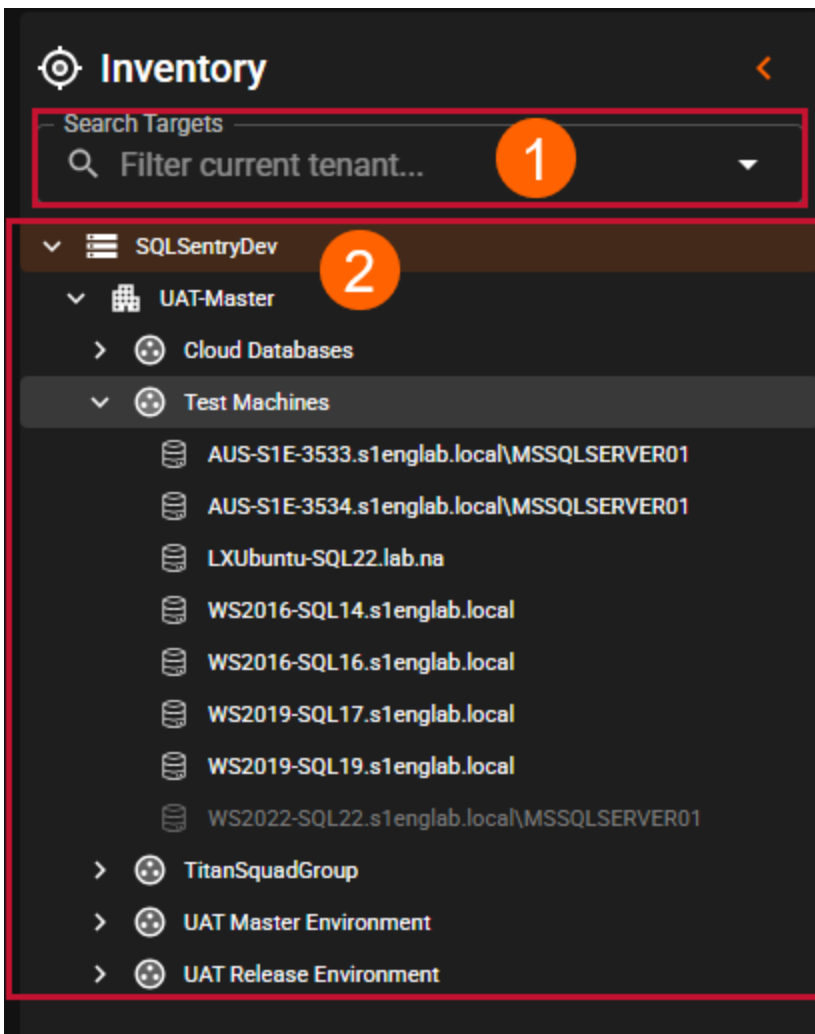 Inventory
Search Targets
Filter current tenant...
1
SQLSentryDev
2
UAT-Master
Cloud Databases
Test Machines
AUS-S1E-3533.s1englab.local\MSSQLSERVER01
AUS-S1E-3534.s1englab.local\MSSQLSERVER01
LXUbuntu-SQL22.lab.na
WS2016-SQL14.s1englab.local
WS2016-SQL16.s1englab.local
WS2019-SQL17.s1englab.local
WS2019-SQL19.s1englab.local
WS2022-SQL22.s1englab.local\MSSQLSERVER01
TitanSquadGroup
UAT Master Environment
UAT Release Environment